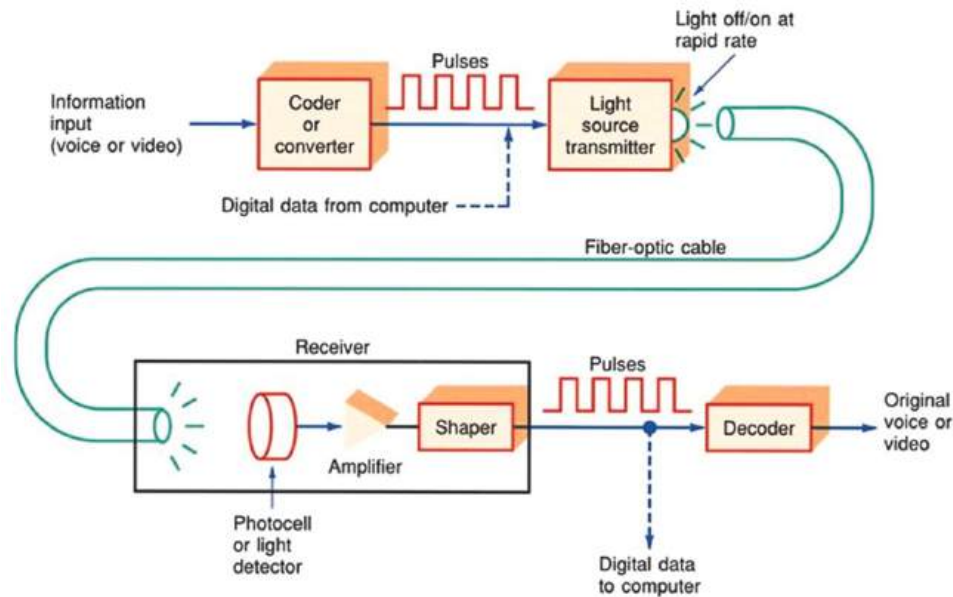 Light off/on at
rapid rate
Pulses
Information
input
(voice or video)
Coder
or
converter
Light
source
transmitter
Digital data from computer
Fiber-optic cable
Receiver
Pulses
Shaper
Decoder
Original
voice or
video
Amplifier
Photocell
or light
detector
Digital data
to computer